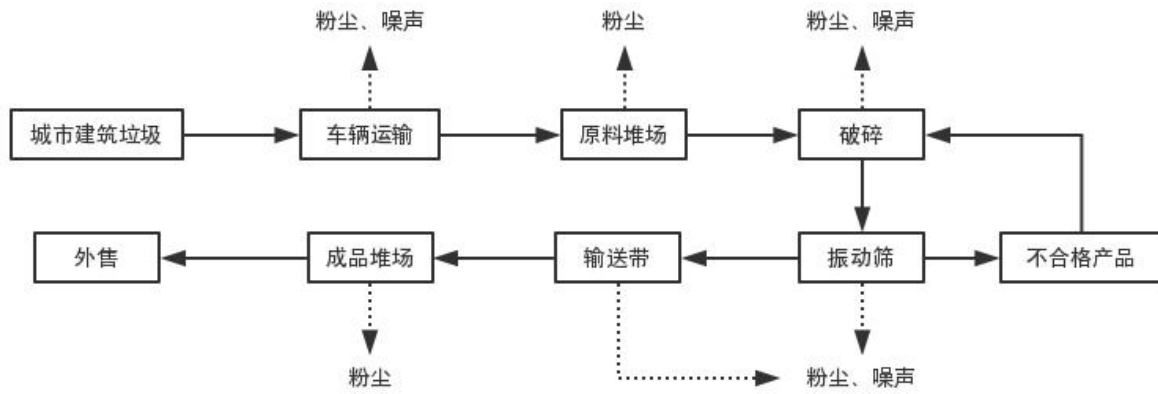 粉尘、噪声
粉尘
粉尘、噪声
城市建筑垃圾
车辆运输
原料堆场
破碎
外售
成品堆场
输送带
振动筛
不合格产品
粉尘
粉尘、噪声